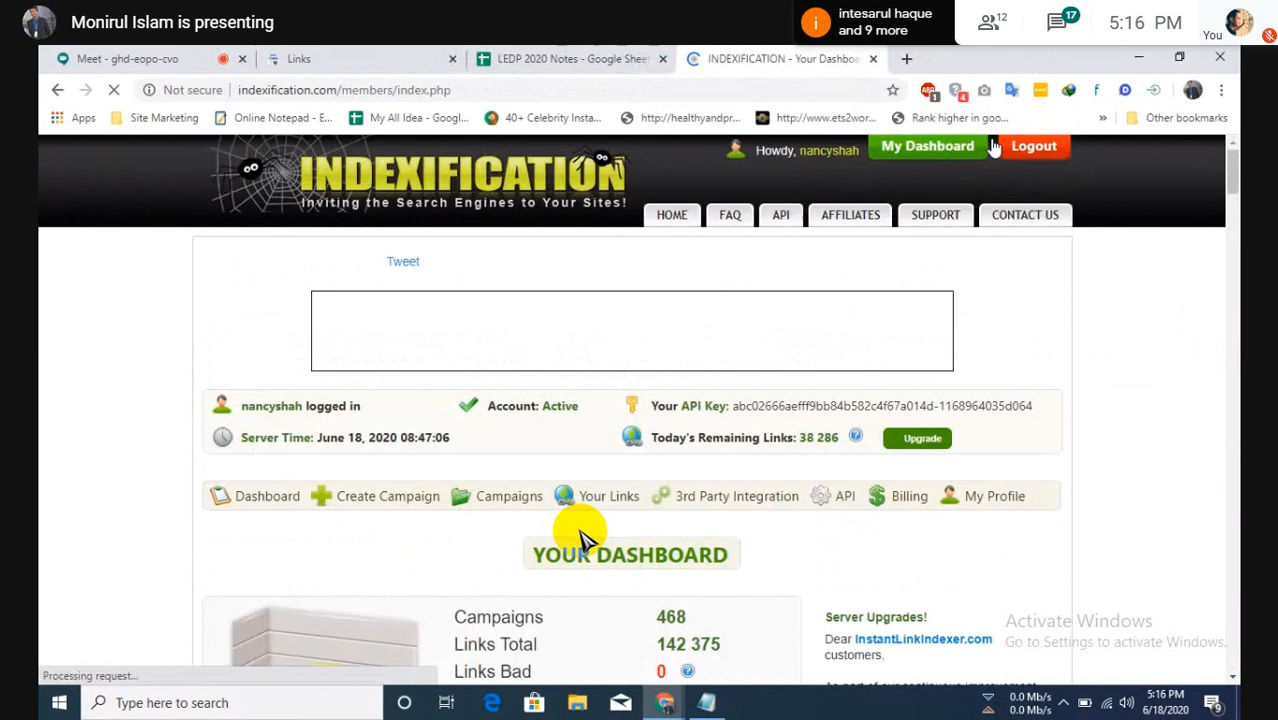 Monirul Islam is presenting
i
intesarul haque
and 9 more
12
17
5:16 PM
You
Meet - ghd-eopo-cvo
Links
LEDP 2020 Notes - Google Shee
INDEXIFICATION - Your Dashboa
Not secure
indexification.com/members/index.php
1
4
Apps
Site Marketing
Online Notepad - E...
My All Idea - Googl...
40+ Celebrity Insta...
http://healthyandpr...
http://www.ets2wor...
Rank higher in goo...
»
Other bookmarks
INDEXIFICATION
Inviting the Search Engines to Your Sites!
Howdy, nancyshah
My Dashboard
Logout
HOME
FAQ
API
AFFILIATES
SUPPORT
CONTACT US
Tweet
nancyshah logged in
Account: Active
Your API Key: abc02666aefff9bb84b582c4f67a014d-1168964035d064
Server Time: June 18, 2020 08:47:06
Today's Remaining Links: 38 286
Upgrade
Dashboard
Create Campaign
Campaigns
Your Links
3rd Party Integration
API
Billing
My Profile
YOUR DASHBOARD
Campaigns 468
Links Total 142 375
Links Bad 0
Server Upgrades!
Dear InstantLinkIndexer.com
customers,
Activate Windows
Go to Settings to activate Windows.
Processing request...
Type here to search
0.0 Mb/s
0.0 Mb/s
5:16 PM
6/18/2020
9